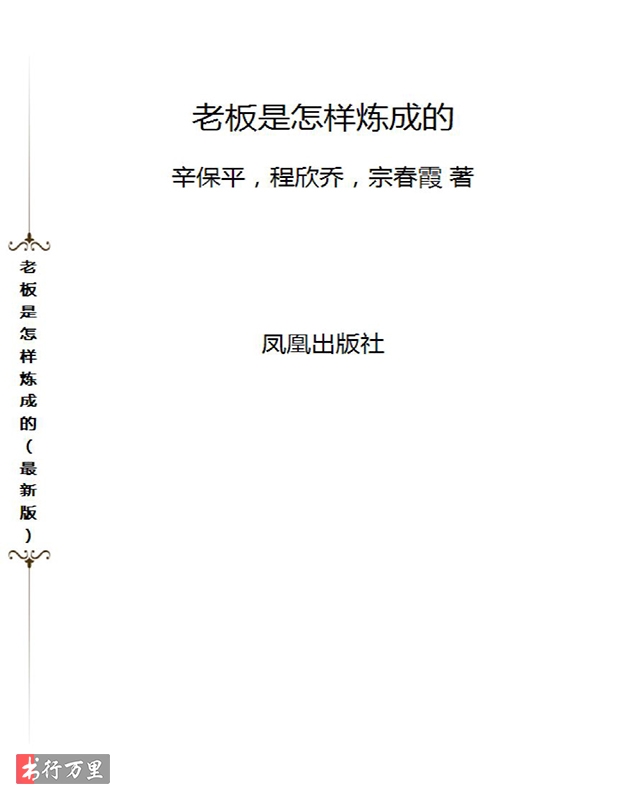 老板是怎样炼成的
辛保平，程欣乔，宗春霞 著
凤凰出版社
老板是怎样炼成的（最新版）
书行万里